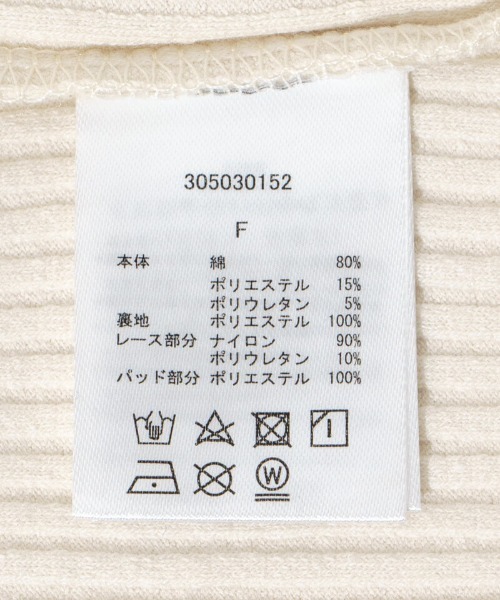 305030152
F
本体 綿 80%
ポリエステル 15%
ポリウレタン 5%
裏地 ポリエステル 100%
レース部分 ナイロン 90%
ポリウレタン 10%
パッド部分 ポリエステル 100%
W